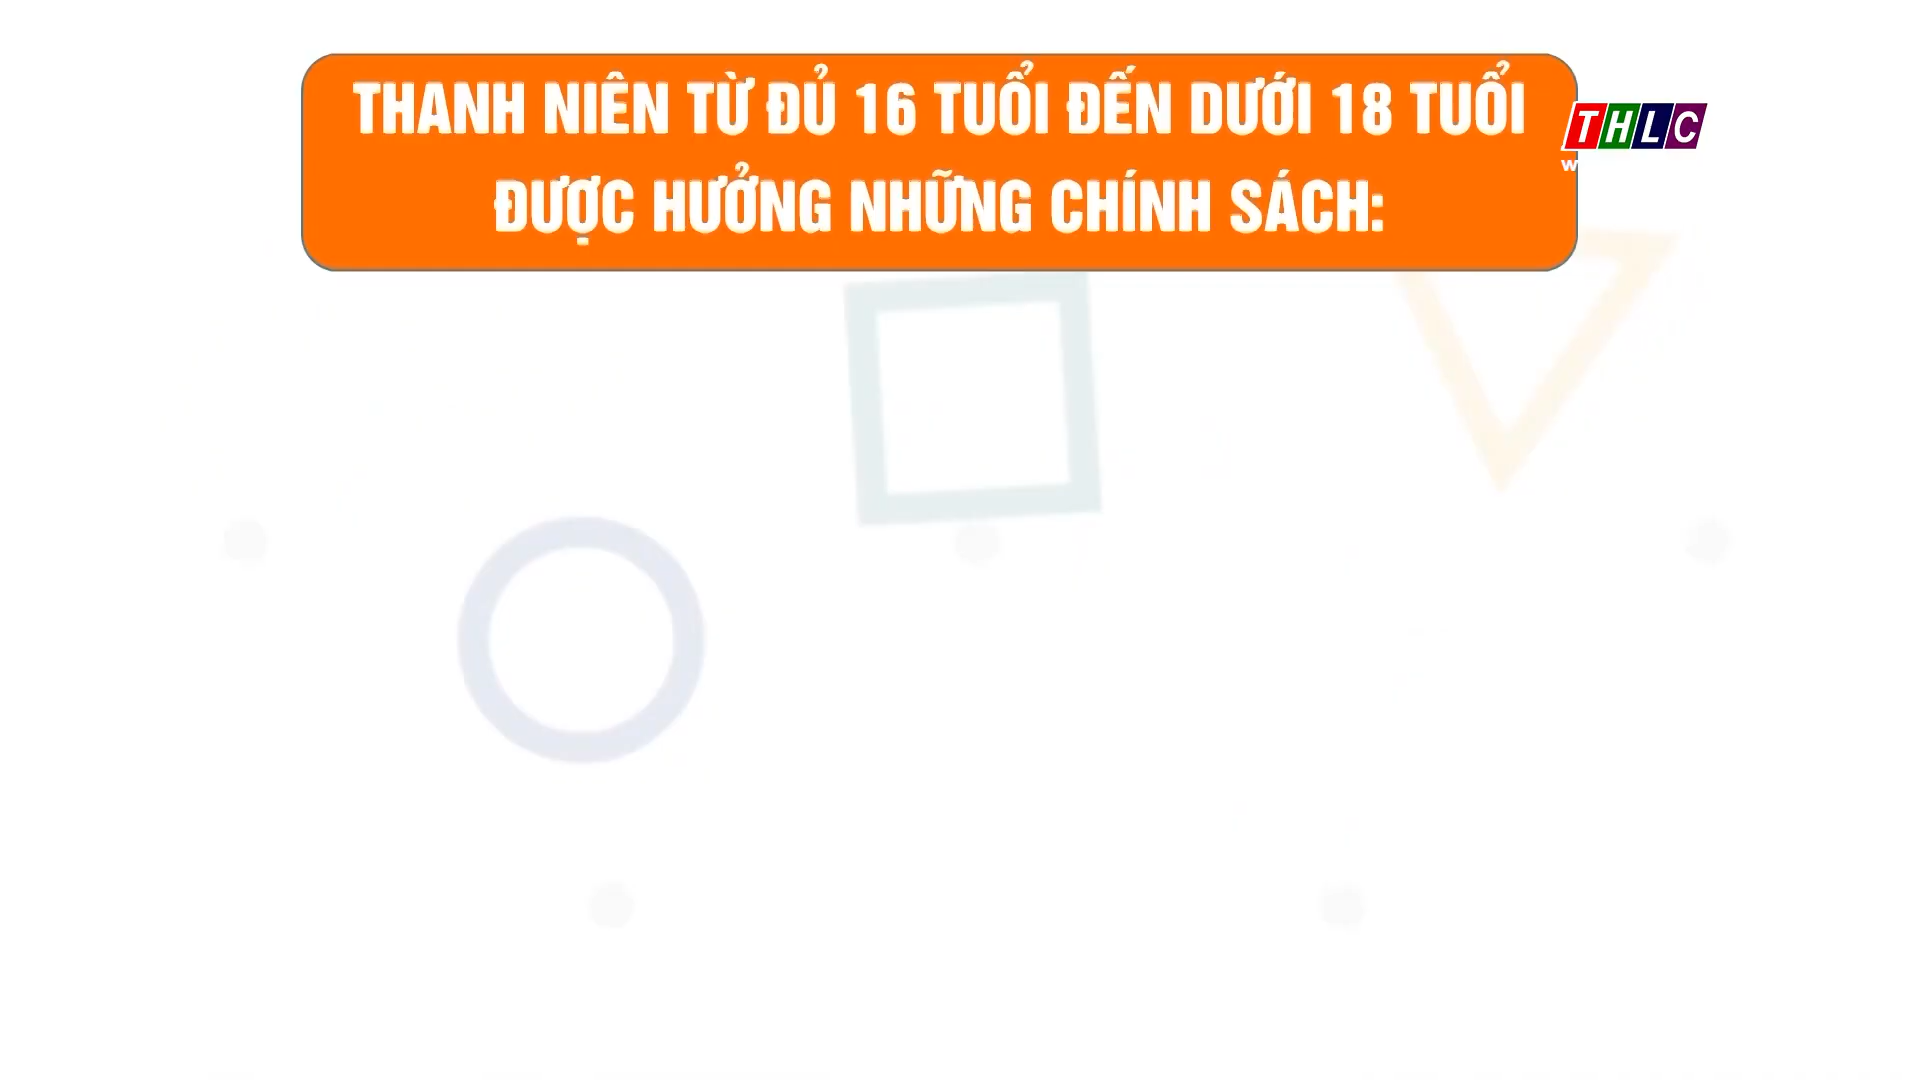 THANH NIÊN TỪ ĐỦ 16 TUỔI ĐẾN DƯỚI 18 TUỔI
ĐƯỢC HƯỞNG NHỮNG CHÍNH SÁCH:
THLC
w